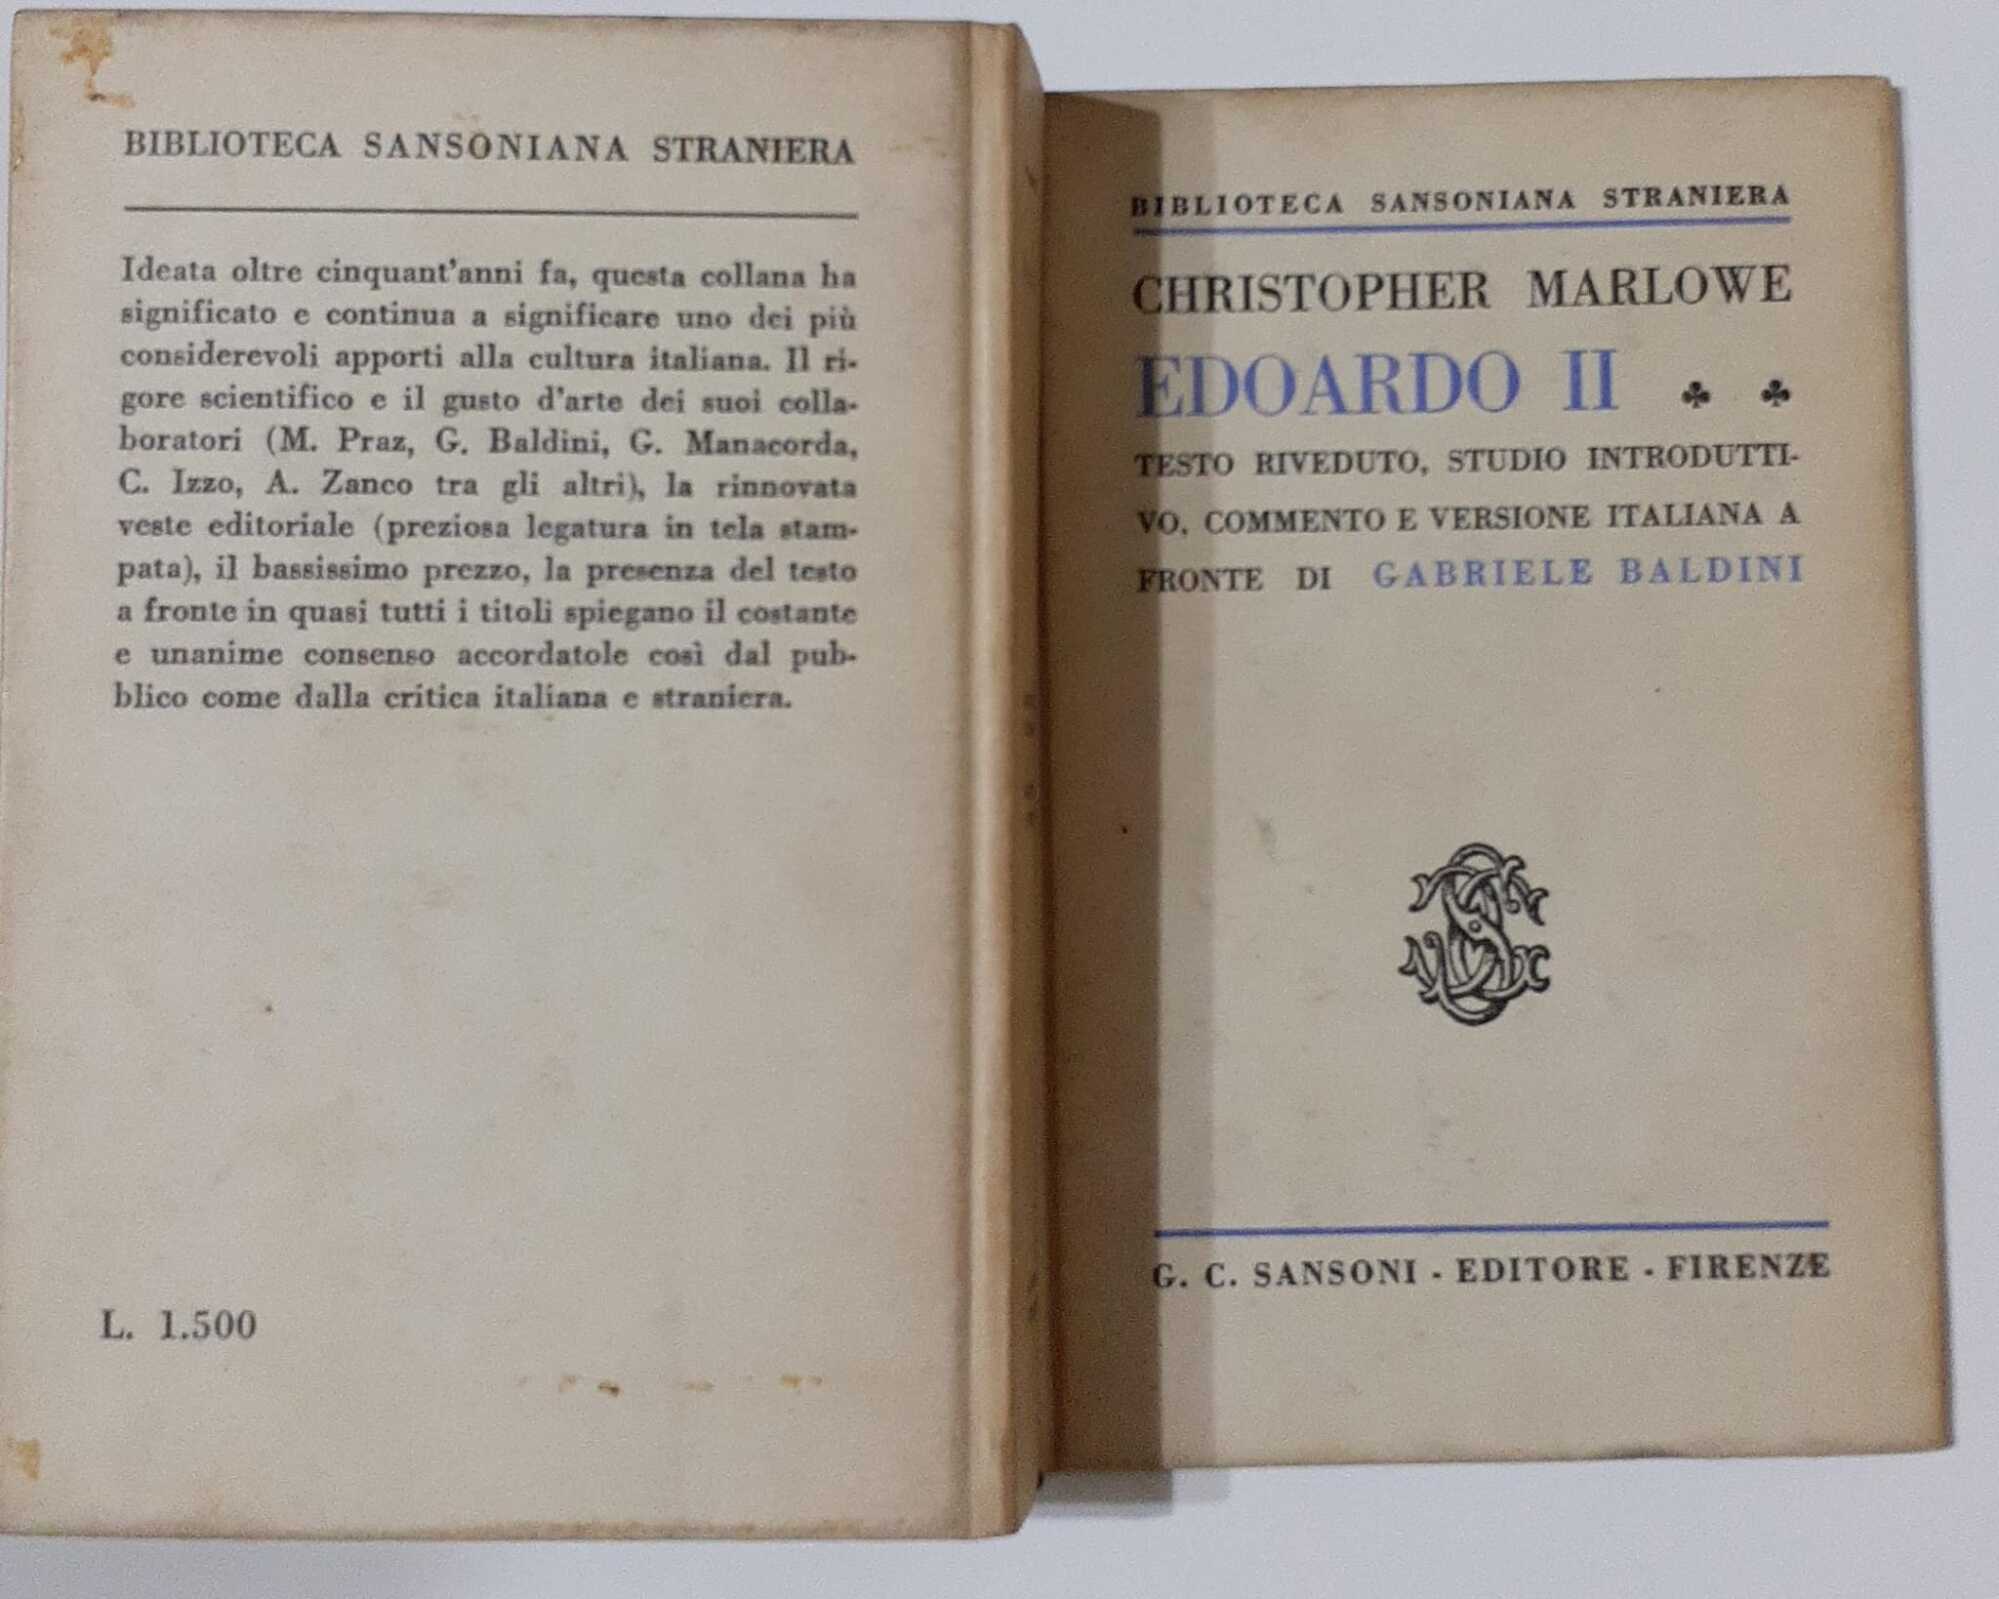 BIBLIOTECA SANSONIANA STRANIERA
Ideata oltre cinquant'anni fa, questa collana ha
significato e continua a significare uno dei più
considerevoli apporti alla cultura italiana. Il ri-
gore scientifico e il gusto d'arte dei suoi colla-
boratori (M. Praz, G. Baldini, G. Manacorda,
C. Izzo, A. Zanco tra gli altri), la rinnovata
veste editoriale (preziosa legatura in tela stam-
pata), il bassissimo prezzo, la presenza del testo
a fronte in quasi tutti i titoli spiegano il costante
e unanime consenso accordatole così dal pub-
blico come dalla critica italiana e straniera.
L. 1.500
BIBLIOTECA SANSONIANA STRANIERA
CHRISTOPHER MARLOWE
EDOARDO II
TESTO RIVEDUTO, STUDIO INTRODUTTI-
VO, COMMENTO E VERSIONE ITALIANA A
FRONTE DI GABRIELE BALDINI
G. C. SANSONI - EDITORE - FIRENZE